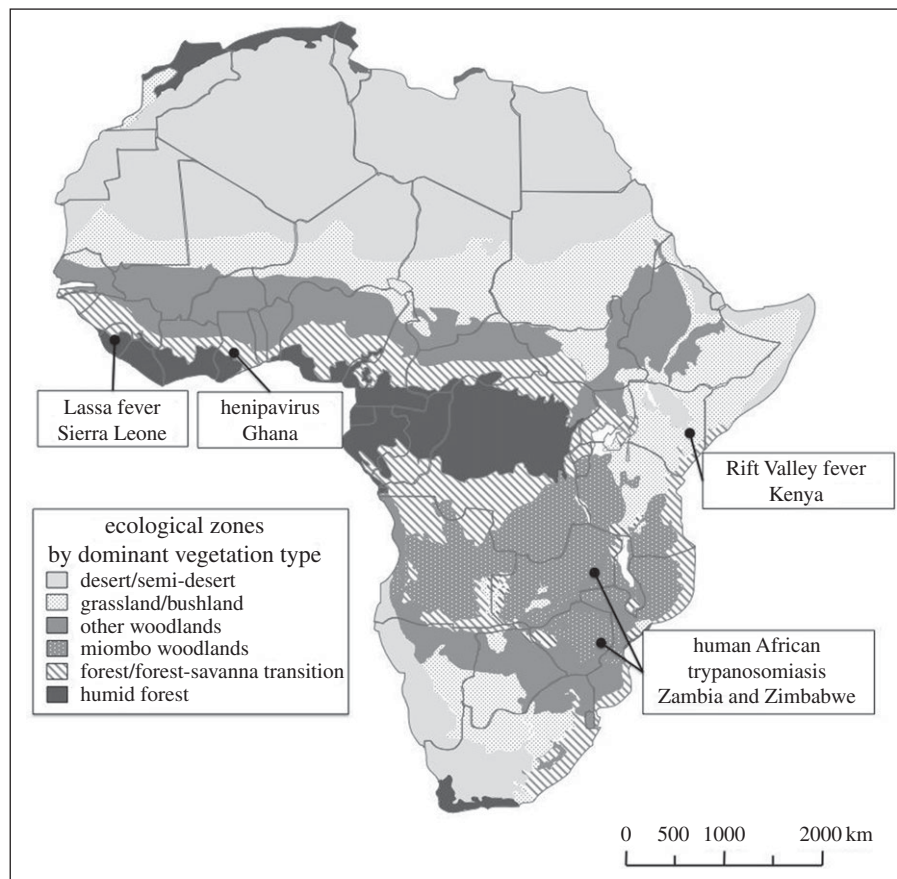 Lassa fever
Sierra Leone
henipavirus
Ghana
Rift Valley fever
Kenya
ecological zones
by dominant vegetation type
desert/semi-desert
grassland/bushland
other woodlands
miombo woodlands
forest/forest-savanna transition
humid forest
human African
trypanosomiasis
Zambia and Zimbabwe
0 500 1000 2000 km